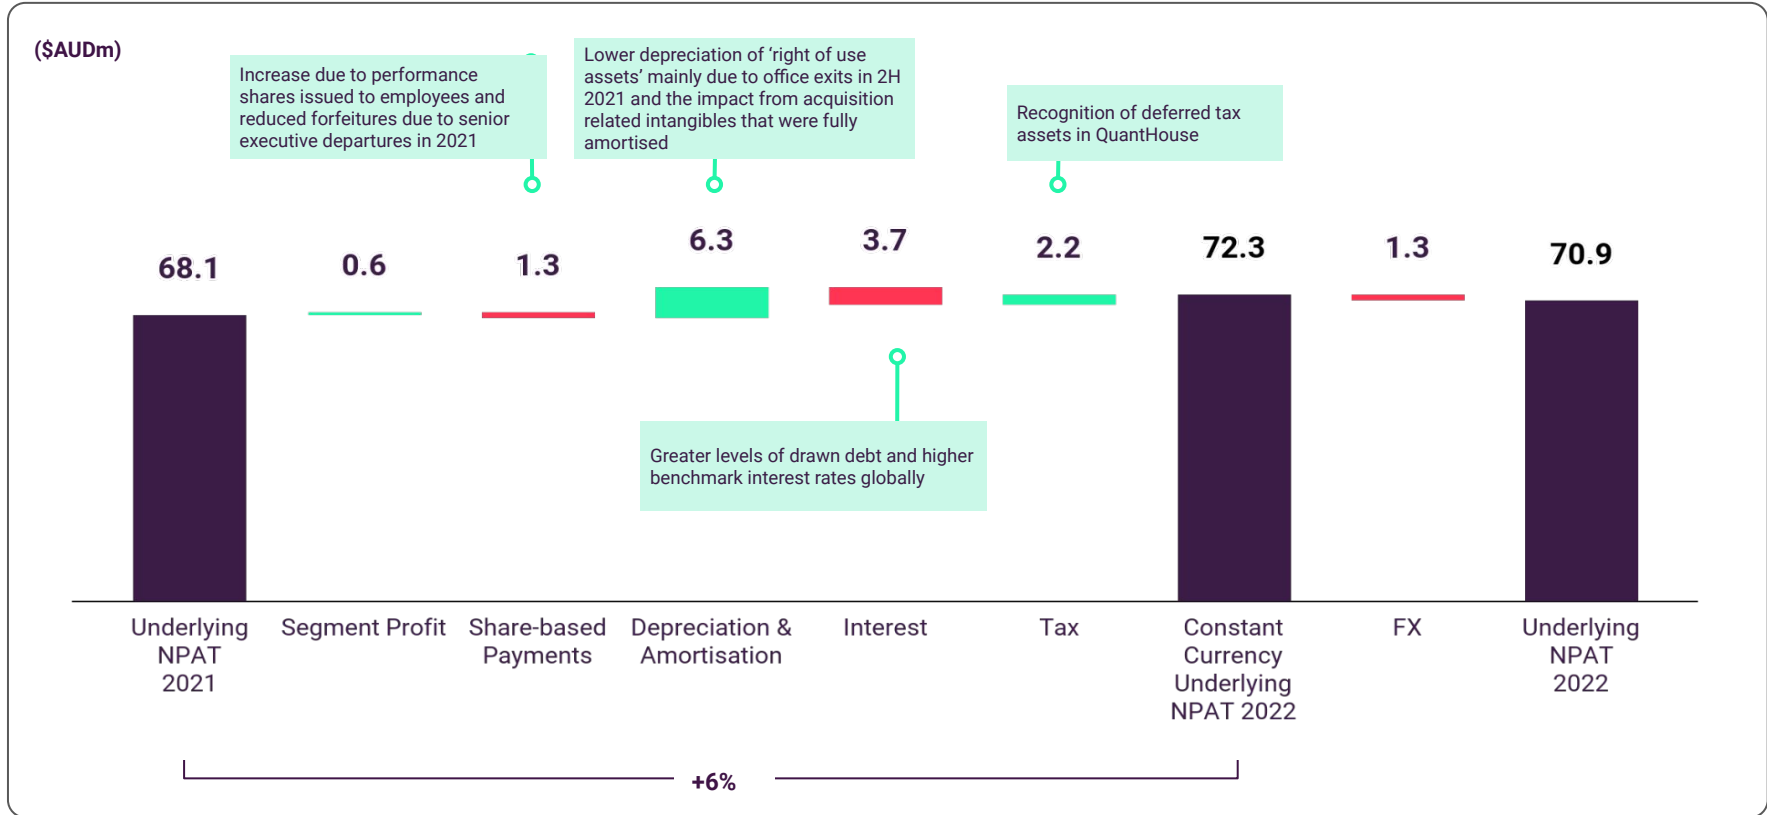 ($AUDm)
Increase due to performance
shares issued to employees and
reduced forfeitures due to senior
executive departures in 2021
Lower depreciation of ‘right of use
assets’ mainly due to office exits in 2H
2021 and the impact from acquisition
related intangibles that were fully
amortised
Recognition of deferred tax
assets in QuantHouse
68.1
0.6
1.3
6.3
3.7
2.2
72.3
1.3
70.9
Greater levels of drawn debt and higher
benchmark interest rates globally
Underlying
NPAT
2021
Segment Profit
Share-based
Payments
Depreciation &
Amortisation
Interest
Tax
Constant
Currency
Underlying
NPAT 2022
FX
Underlying
NPAT
2022
+6%